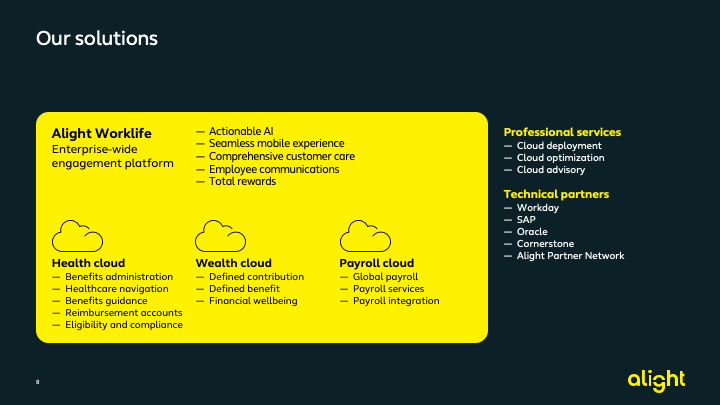 Our solutions
Alight Worklife
Enterprise-wide
engagement platform
— Actionable AI
— Seamless mobile experience
— Comprehensive customer care
— Employee communications
— Total rewards
Health cloud
— Benefits administration
— Healthcare navigation
— Benefits guidance
— Reimbursement accounts
— Eligibility and compliance
Wealth cloud
— Defined contribution
— Defined benefit
— Financial wellbeing
Payroll cloud
— Global payroll
— Payroll services
— Payroll integration
Professional services
— Cloud deployment
— Cloud optimization
— Cloud advisory
Technical partners
— Workday
— SAP
— Oracle
— Cornerstone
— Alight Partner Network
8
alight